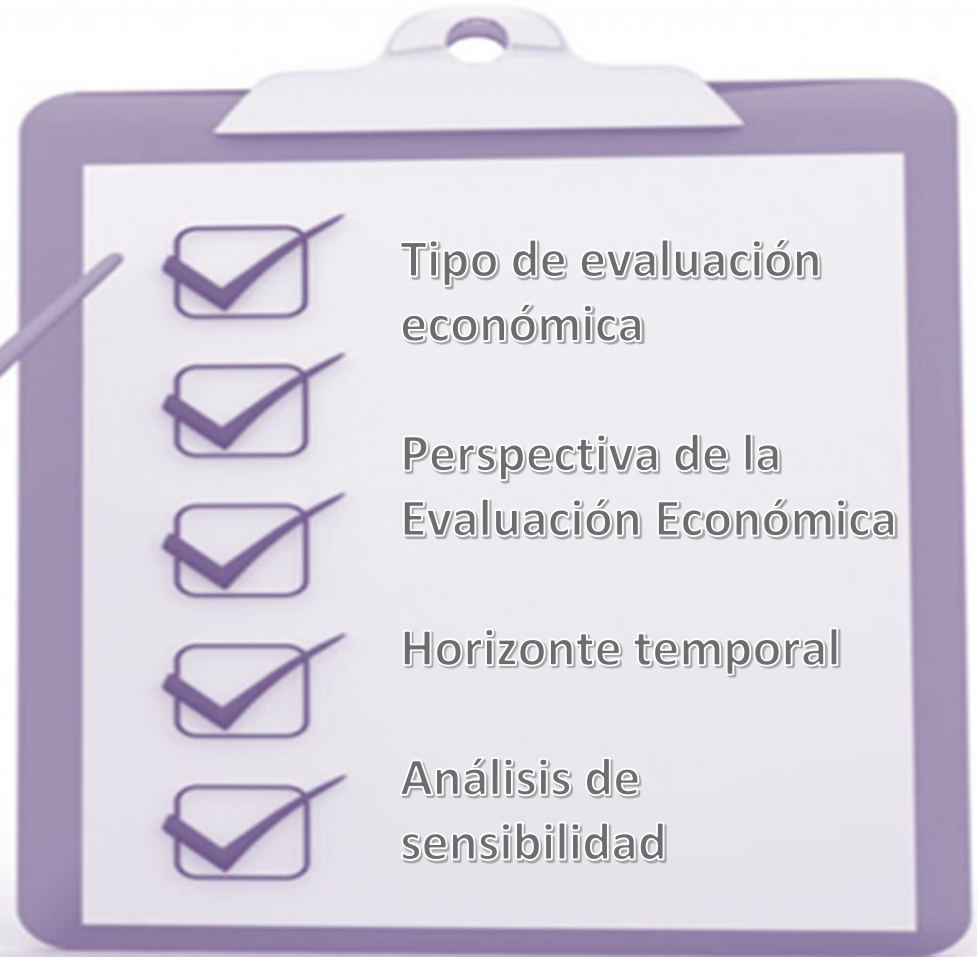 Tipo de evaluación
económica
Perspectiva de la
Evaluación Económica
Horizonte temporal
Análisis de
sensibilidad